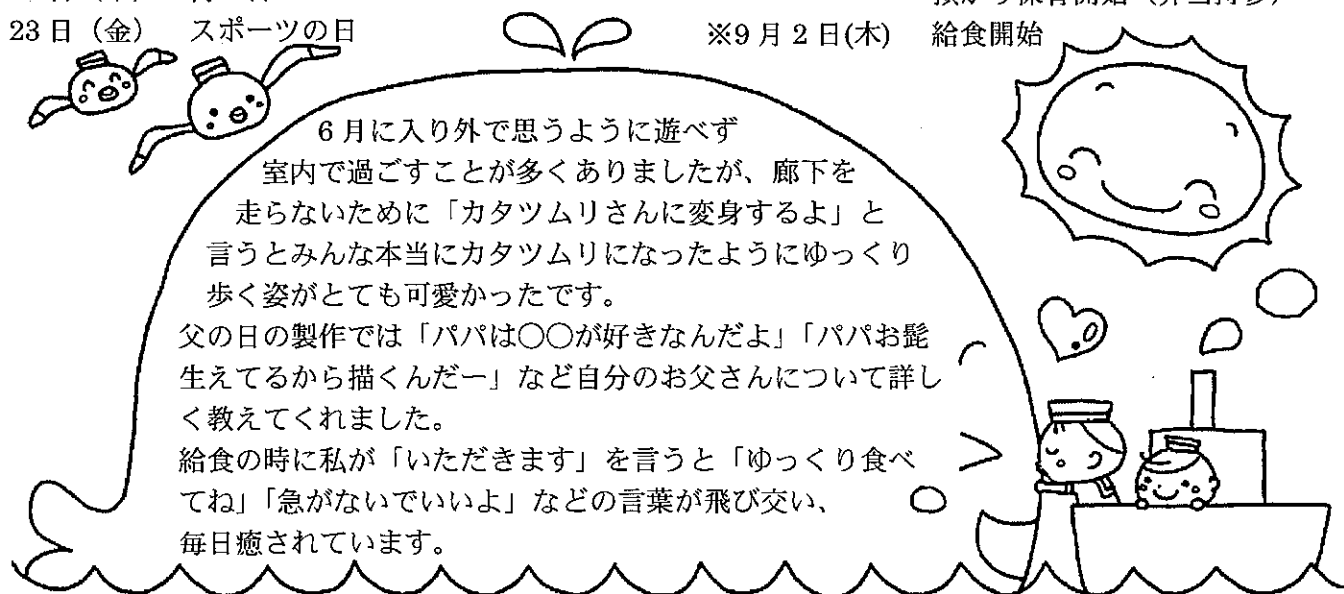 23日（金）　スポーツの日
※9月2日(木)　給食開始
6月に入り外で思うように遊べず
室内で過ごすことが多くありましたが、廊下を
走らないために「カタツムリさんに変身するよ」と
言うとみんな本当にカタツムリになったようにゆっくり
歩く姿がとても可愛かったです。
父の日の製作では「パパは〇〇が好きなんだよ」「パパお髭
生えてるから描くんだー」など自分のお父さんについて詳し
く教えてくれました。
給食の時に私が「いただきます」を言うと「ゆっくり食べ
てね」「急がないでいいよ」などの言葉が飛び交い、
毎日癒されています。